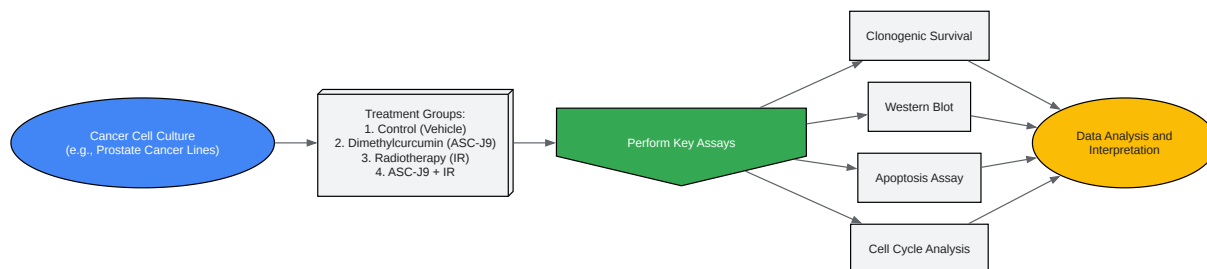 Cancer Cell Culture
(e.g., Prostate Cancer Lines)
Treatment Groups:
1. Control (Vehicle)
2. Dimethylcurcumin (ASC-J9)
3. Radiotherapy (IR)
4. ASC-J9 + IR
Perform Key Assays
Clonogenic Survival
Western Blot
Apoptosis Assay
Cell Cycle Analysis
Data Analysis and
Interpretation